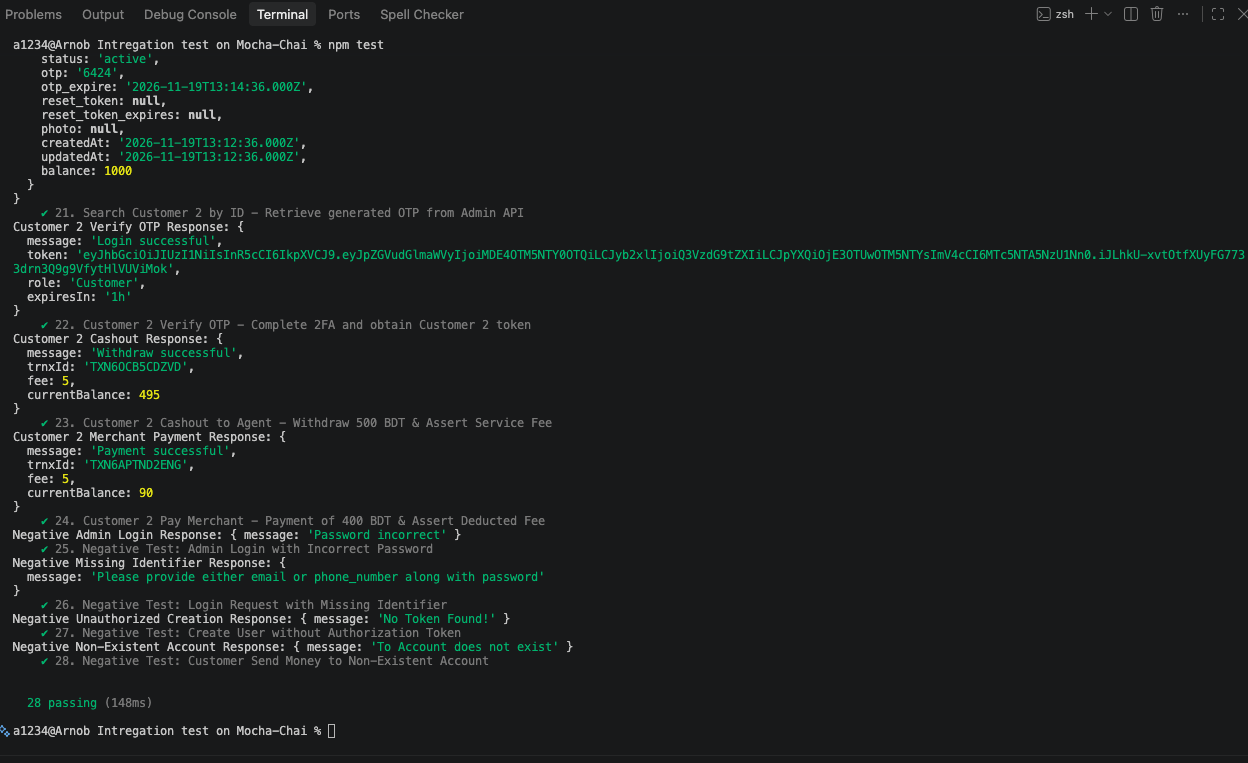 Problems Output Debug Console Terminal Ports Spell Checker zsh
a1234@Arnob Intregation test on Mocha-Chai % npm test
status: 'active',
otp: '6424',
otp_expire: '2026-11-19T13:14:36.000Z',
reset_token: null,
reset_token_expires: null,
photo: null,
createdAt: '2026-11-19T13:12:36.000Z',
updatedAt: '2026-11-19T13:12:36.000Z',
balance: 1000
}
}
✔ 21. Search Customer 2 by ID – Retrieve generated OTP from Admin API
Customer 2 Verify OTP Response: {
message: 'Login successful',
token: 'eyJhbGciOiJIUzI1NiIsInR5cCI6IkpXVCJ9.eyJpZGVudGlmaWVyIjoiMDE4OTM5NTY0OTQiLCJyb2xlIjoiQ3VzdG9tZXIiLCJpYXQiOjE3OTUwOTM5NTYsImV4cCI6MTc5NTA5NzU1Nn0.iJLhkU-xvtOtfXUyFG773
3drn3Q9g9VfytHlVUViMok',
role: 'Customer',
expiresIn: '1h'
}
✔ 22. Customer 2 Verify OTP – Complete 2FA and obtain Customer 2 token
Customer 2 Cashout Response: {
message: 'Withdraw successful',
trnxId: 'TXN6OCB5CDZVD',
fee: 5,
currentBalance: 495
}
✔ 23. Customer 2 Cashout to Agent – Withdraw 500 BDT & Assert Service Fee
Customer 2 Merchant Payment Response: {
message: 'Payment successful',
trnxId: 'TXN6APTND2ENG',
fee: 5,
currentBalance: 90
}
✔ 24. Customer 2 Pay Merchant – Payment of 400 BDT & Assert Deducted Fee
Negative Admin Login Response: { message: 'Password incorrect' }
✔ 25. Negative Test: Admin Login with Incorrect Password
Negative Missing Identifier Response: {
message: 'Please provide either email or phone_number along with password'
}
✔ 26. Negative Test: Login Request with Missing Identifier
Negative Unauthorized Creation Response: { message: 'No Token Found!' }
✔ 27. Negative Test: Create User without Authorization Token
Negative Non-Existent Account Response: { message: 'To Account does not exist' }
✔ 28. Negative Test: Customer Send Money to Non-Existent Account
28 passing (148ms)
a1234@Arnob Intregation test on Mocha-Chai %